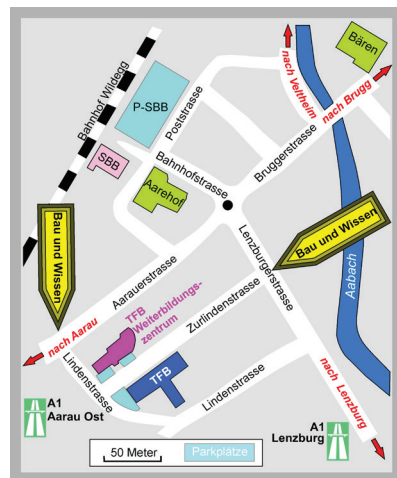 Bären
nach Veltheim
nach Brugg
Bahnhof Wildegg
P-SBB
Poststrasse
SBB
Bahnhofstrasse
Bruggerstrasse
Aarehof
Bau und Wissen
Bau und Wissen
Lenzburgerstrasse
Aabach
Aarauerstrasse
TFB
Weiterbildungs-
zentrum
Zurlindenstrasse
nach Aarau
Lindenstrasse
TFB
Lindenstrasse
nach Lenzburg
A1
Aarau Ost
A1
Lenzburg
50 Meter
Parkplätze